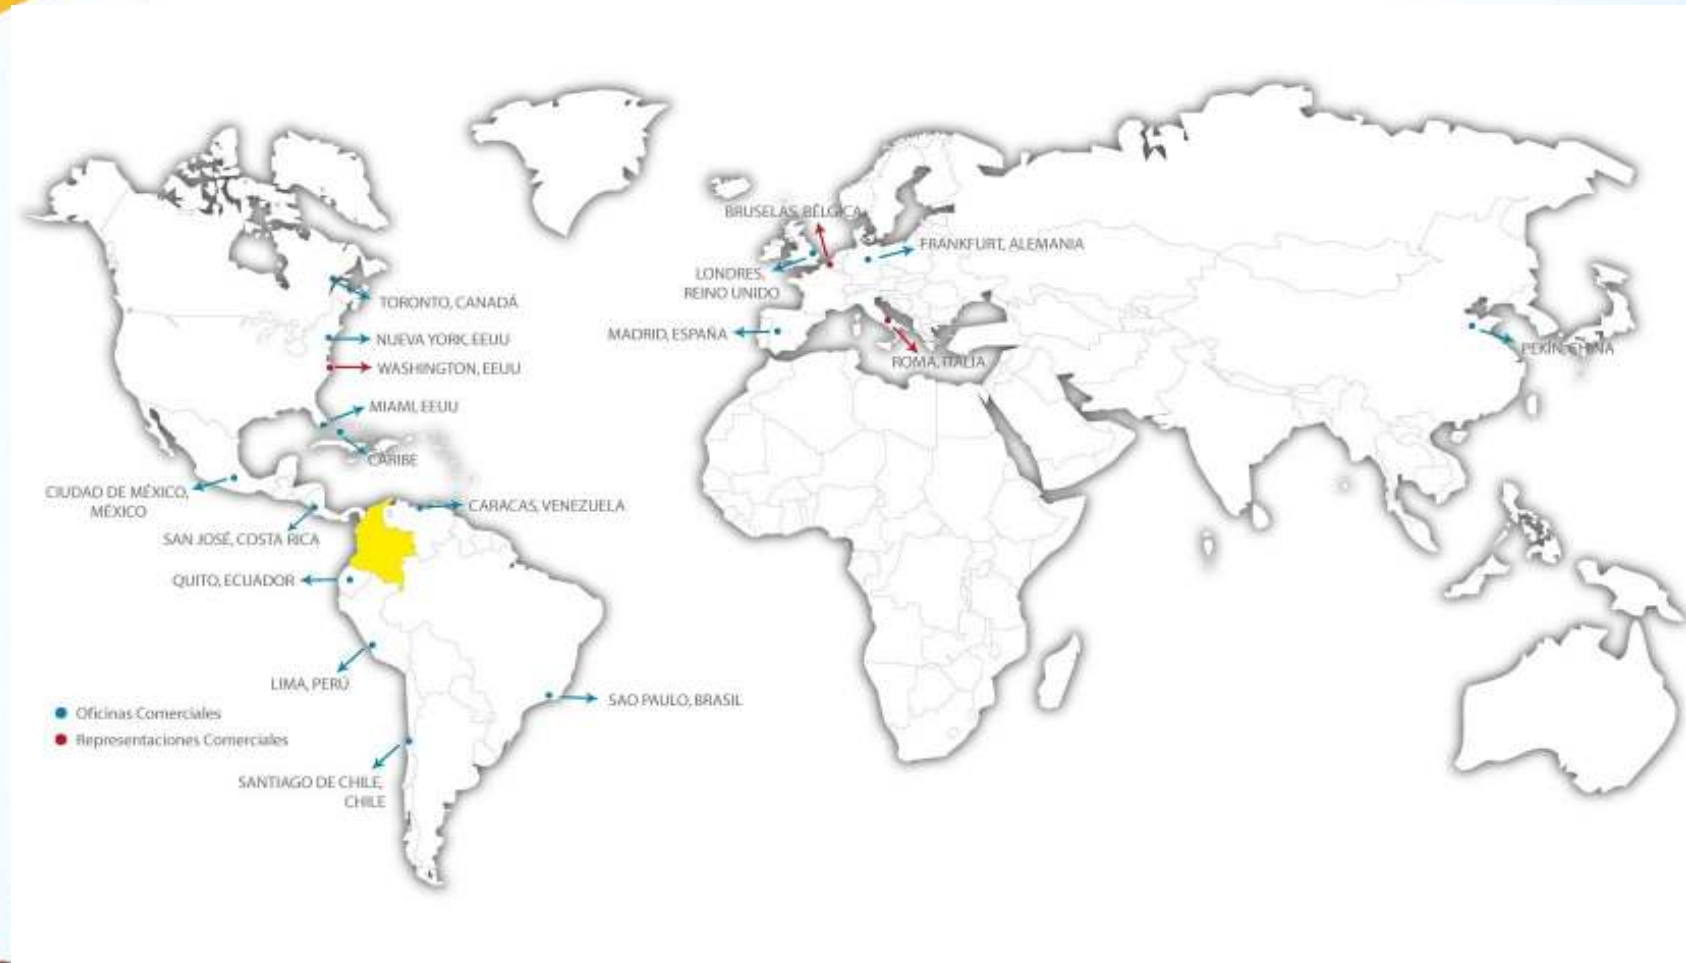 BRUSELAS, BÉLGICA
FRANKFURT, ALEMANIA
LONDRES,
REINO UNIDO
TORONTO, CANADÁ
MADRID, ESPAÑA
NUEVA YORK, EEUU
ROMA, ITALIA
PEKÍN, CHINA
WASHINGTON, EEUU
MIAMI, EEUU
CARIBE
CIUDAD DE MÉXICO,
MÉXICO
CARACAS, VENEZUELA
SAN JOSÉ, COSTA RICA
QUITO, ECUADOR
LIMA, PERÚ
SAO PAULO, BRASIL
Oficinas Comerciales
Representaciones Comerciales
SANTIAGO DE CHILE,
CHILE